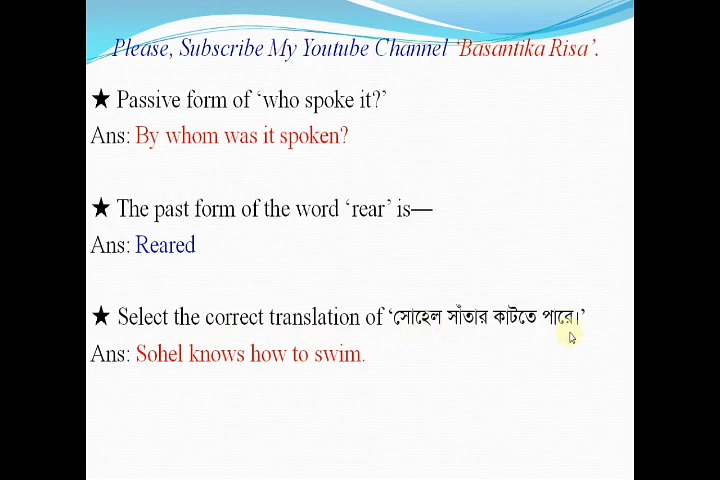 Please, Subscribe My Youtube Channel ‘Basantika Risa’.
★ Passive form of ‘who spoke it?’
Ans: By whom was it spoken?
★ The past form of the word ‘rear’ is—
Ans: Reared
★ Select the correct translation of ‘সোহেল সাঁতার কাটতে পারে।’
Ans: Sohel knows how to swim.